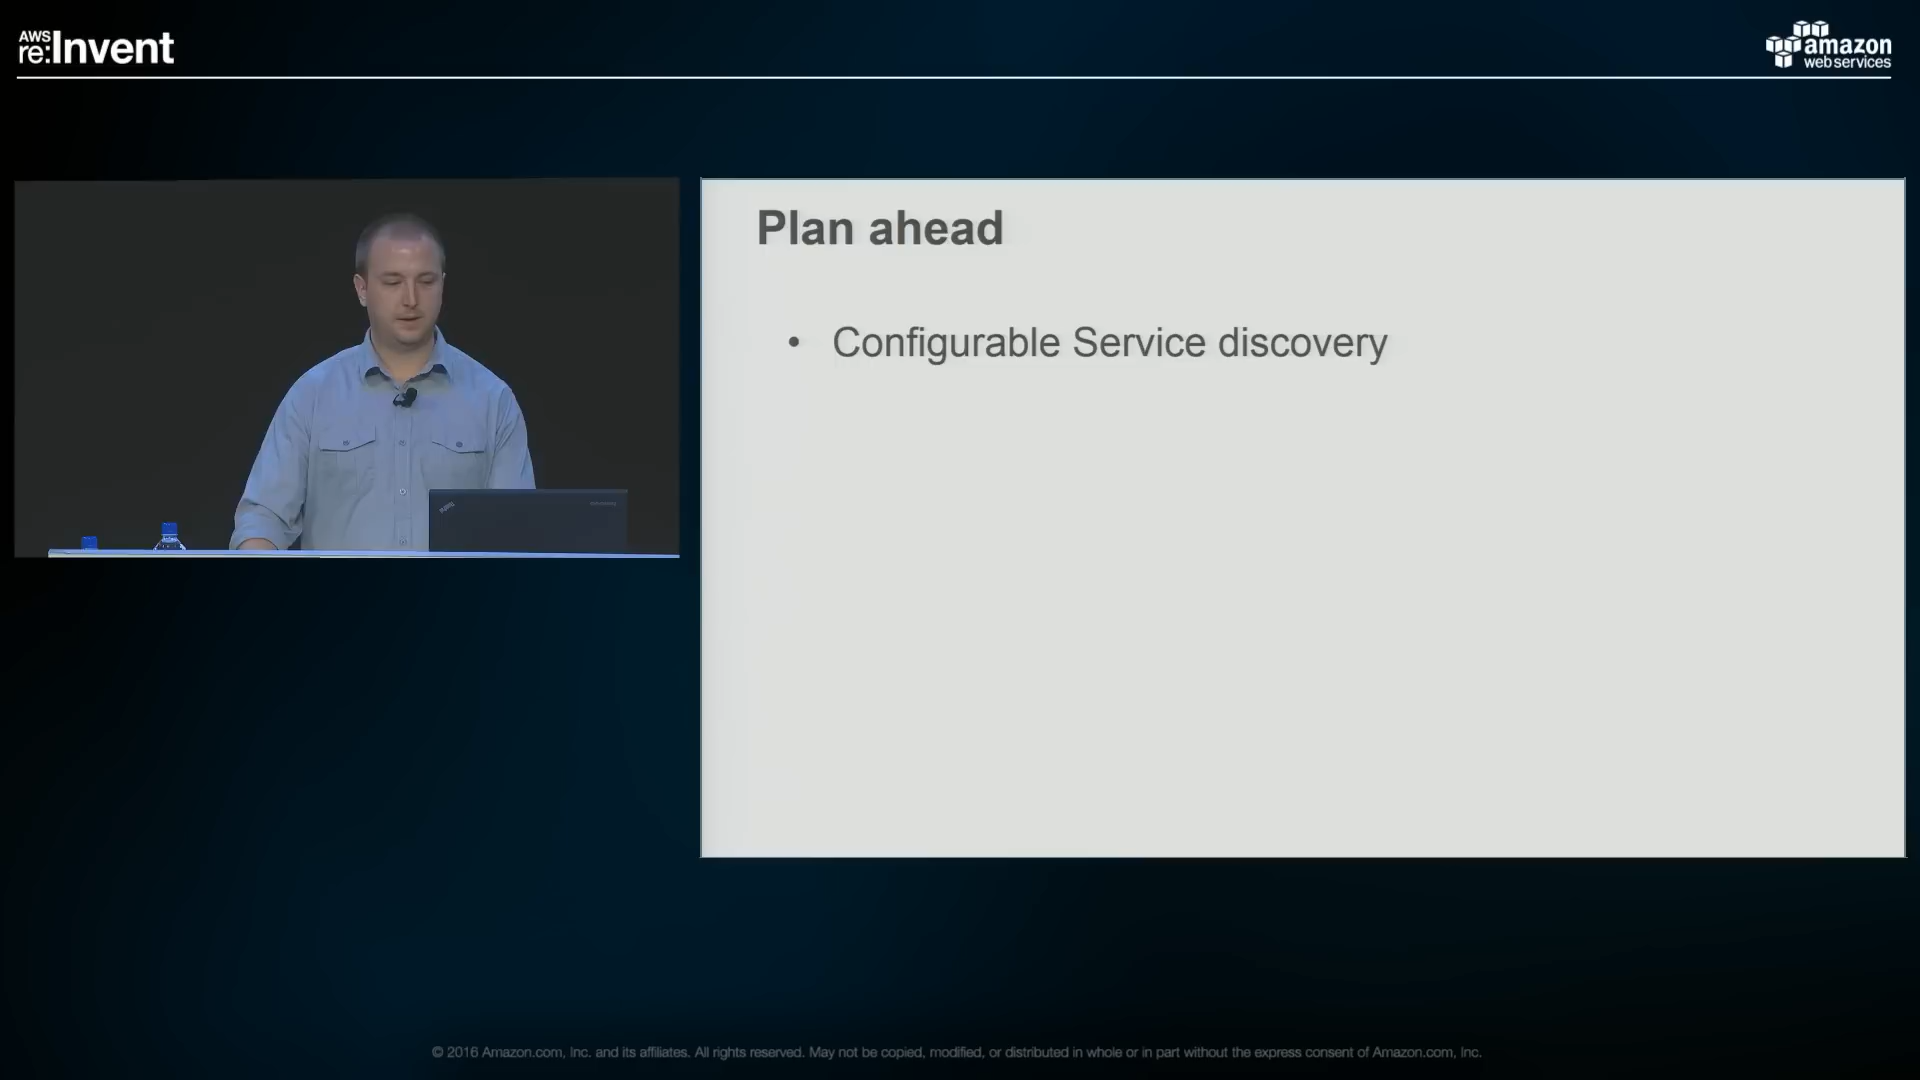 AWS
re:Invent
amazon
web services
Plan ahead
• Configurable Service discovery
© 2016 Amazon.com, Inc. and its affiliates. All rights reserved. May not be copied, modified, or distributed in whole or in part without the express consent of Amazon.com, Inc.